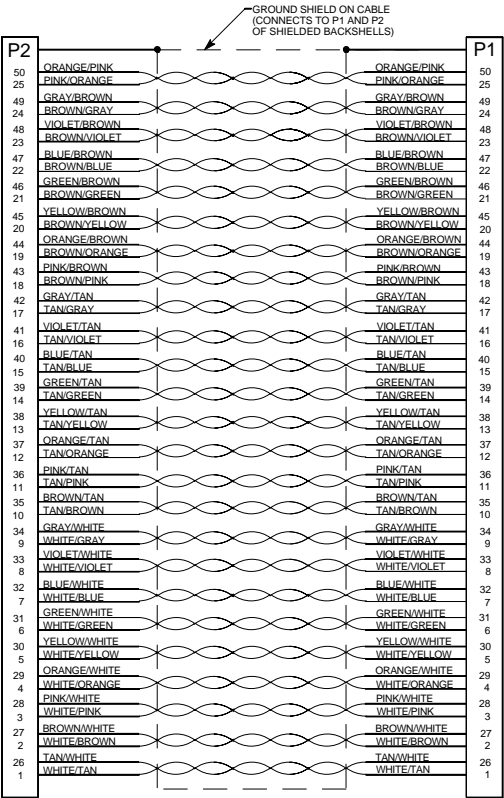 GROUND SHIELD ON CABLE
(CONNECTS TO P1 AND P2
OF SHIELDED BACKSHELLS)
P2 P1
50 ORANGE/PINK ORANGE/PINK 50
25 PINK/ORANGE PINK/ORANGE 25
49 GRAY/BROWN GRAY/BROWN 49
24 BROWN/GRAY BROWN/GRAY 24
48 VIOLET/BROWN VIOLET/BROWN 48
23 BROWN/VIOLET BROWN/VIOLET 23
47 BLUE/BROWN BLUE/BROWN 47
22 BROWN/BLUE BROWN/BLUE 22
46 GREEN/BROWN GREEN/BROWN 46
21 BROWN/GREEN BROWN/GREEN 21
45 YELLOW/BROWN YELLOW/BROWN 45
20 BROWN/YELLOW BROWN/YELLOW 20
44 ORANGE/BROWN ORANGE/BROWN 44
19 BROWN/ORANGE BROWN/ORANGE 19
43 PINK/BROWN PINK/BROWN 43
18 BROWN/PINK BROWN/PINK 18
42 GRAY/TAN GRAY/TAN 42
17 TAN/GRAY TAN/GRAY 17
41 VIOLET/TAN VIOLET/TAN 41
16 TAN/VIOLET TAN/VIOLET 16
40 BLUE/TAN BLUE/TAN 40
15 TAN/BLUE TAN/BLUE 15
39 GREEN/TAN GREEN/TAN 39
14 TAN/GREEN TAN/GREEN 14
38 YELLOW/TAN YELLOW/TAN 38
13 TAN/YELLOW TAN/YELLOW 13
37 ORANGE/TAN ORANGE/TAN 37
12 TAN/ORANGE TAN/ORANGE 12
36 PINK/TAN PINK/TAN 36
11 TAN/PINK TAN/PINK 11
35 BROWN/TAN BROWN/TAN 35
10 TAN/BROWN TAN/BROWN 10
34 GRAY/WHITE GRAY/WHITE 34
9 WHITE/GRAY WHITE/GRAY 9
33 VIOLET/WHITE VIOLET/WHITE 33
8 WHITE/VIOLET WHITE/VIOLET 8
32 BLUE/WHITE BLUE/WHITE 32
7 WHITE/BLUE WHITE/BLUE 7
31 GREEN/WHITE GREEN/WHITE 31
6 WHITE/GREEN WHITE/GREEN 6
30 YELLOW/WHITE YELLOW/WHITE 30
5 WHITE/YELLOW WHITE/YELLOW 5
29 ORANGE/WHITE ORANGE/WHITE 29
4 WHITE/ORANGE WHITE/ORANGE 4
28 PINK/WHITE PINK/WHITE 28
3 WHITE/PINK WHITE/PINK 3
27 BROWN/WHITE BROWN/WHITE 27
2 WHITE/BROWN WHITE/BROWN 2
26 TAN/WHITE TAN/WHITE 26
1 WHITE/TAN WHITE/TAN 1